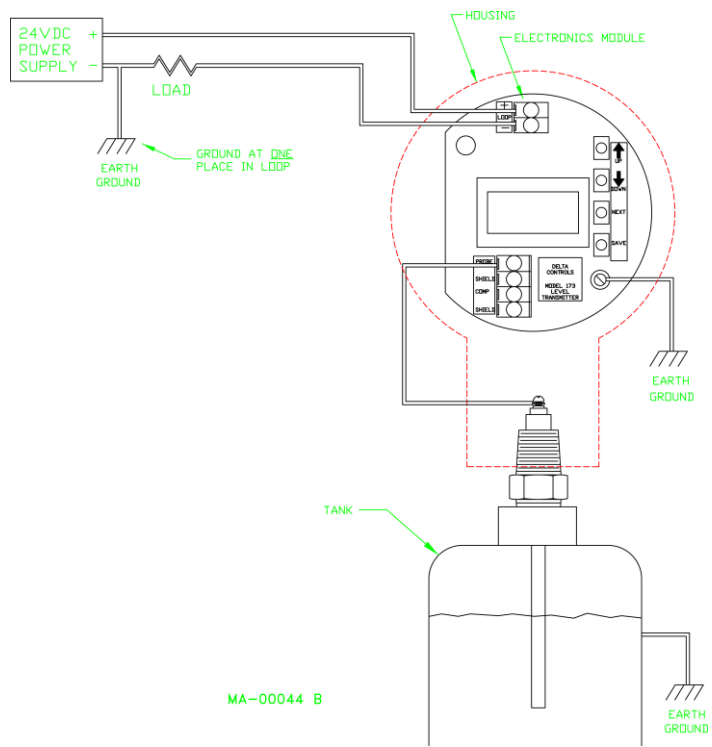 24VDC +
POWER
SUPPLY -
LOAD
HOUSING
ELECTRONICS MODULE
EARTH
GROUND
GROUND AT ONE
PLACE IN LOOP
+
LOOP
-
UP
DOWN
NEXT
SAVE
PROBE
SHIELD
COMP
SHIELD
DELTA
CONTROLS
MODEL 173
LEVEL
TRANSMITTER
EARTH
GROUND
TANK
MA-00044 B
EARTH
GROUND